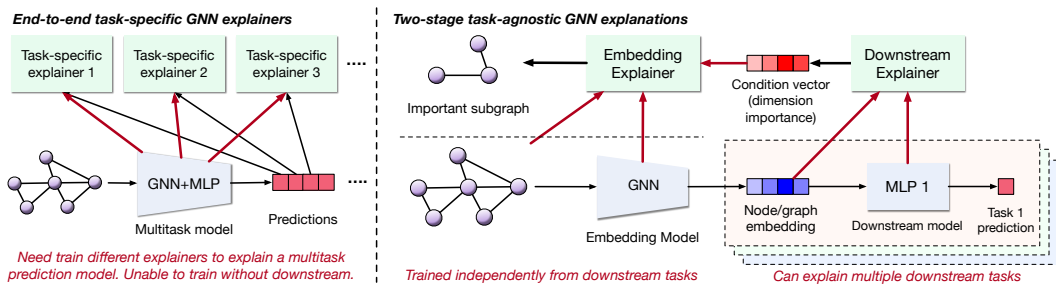 End-to-end task-specific GNN explainers
Task-specific
explainer 1
Task-specific
explainer 2
Task-specific
explainer 3
....
GNN+MLP
....
Multitask model
Predictions
Need train different explainers to explain a multitask
prediction model. Unable to train without downstream.
Two-stage task-agnostic GNN explanations
Important subgraph
Embedding
Explainer
Condition vector
(dimension
importance)
Downstream
Explainer
GNN
Embedding Model
Node/graph
embedding
MLP 1
Downstream model
Task 1
prediction
Trained independently from downstream tasks
Can explain multiple downstream tasks